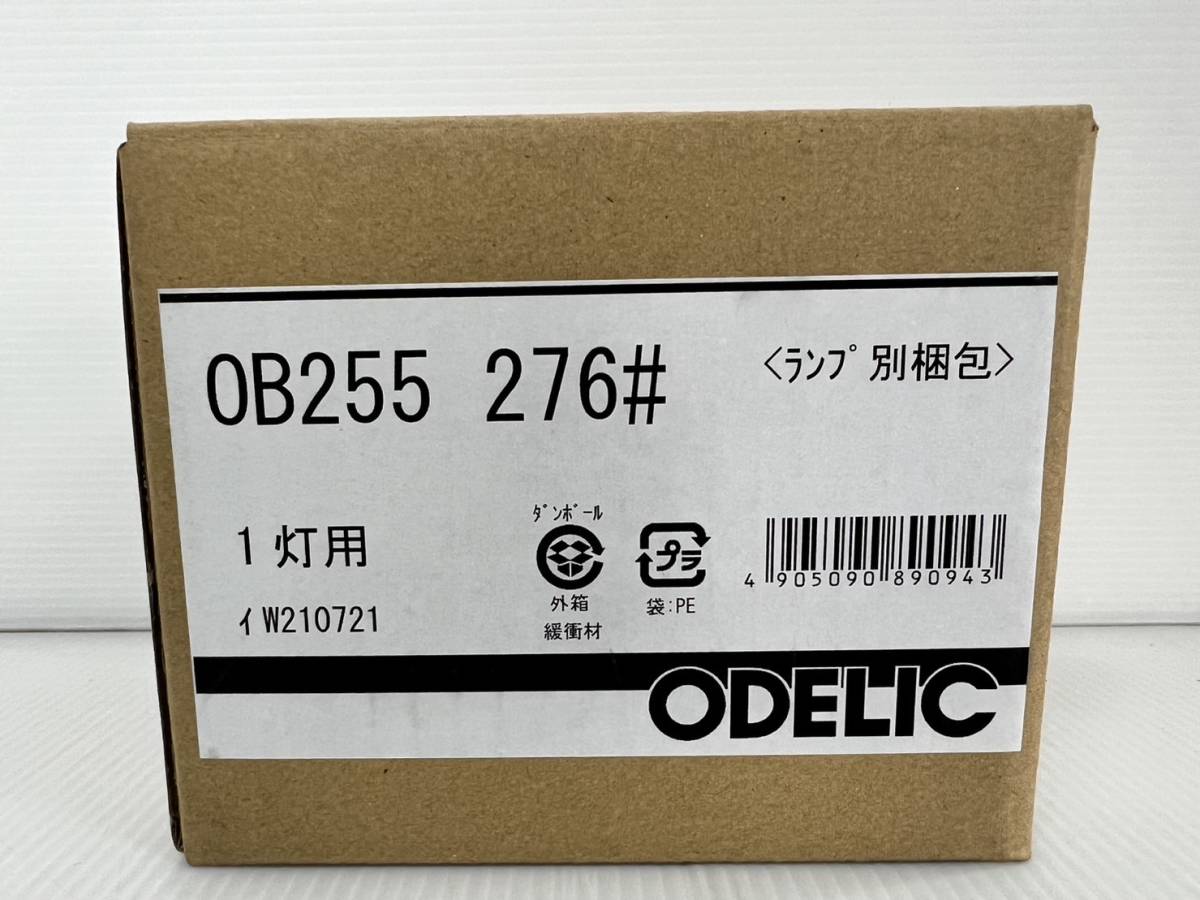 OB255 276#
<ランプ別梱包>
1灯用
ィW210721
ダンボール
外箱
緩衝材
プラ
袋:PE
4 905090 890943
ODELIC